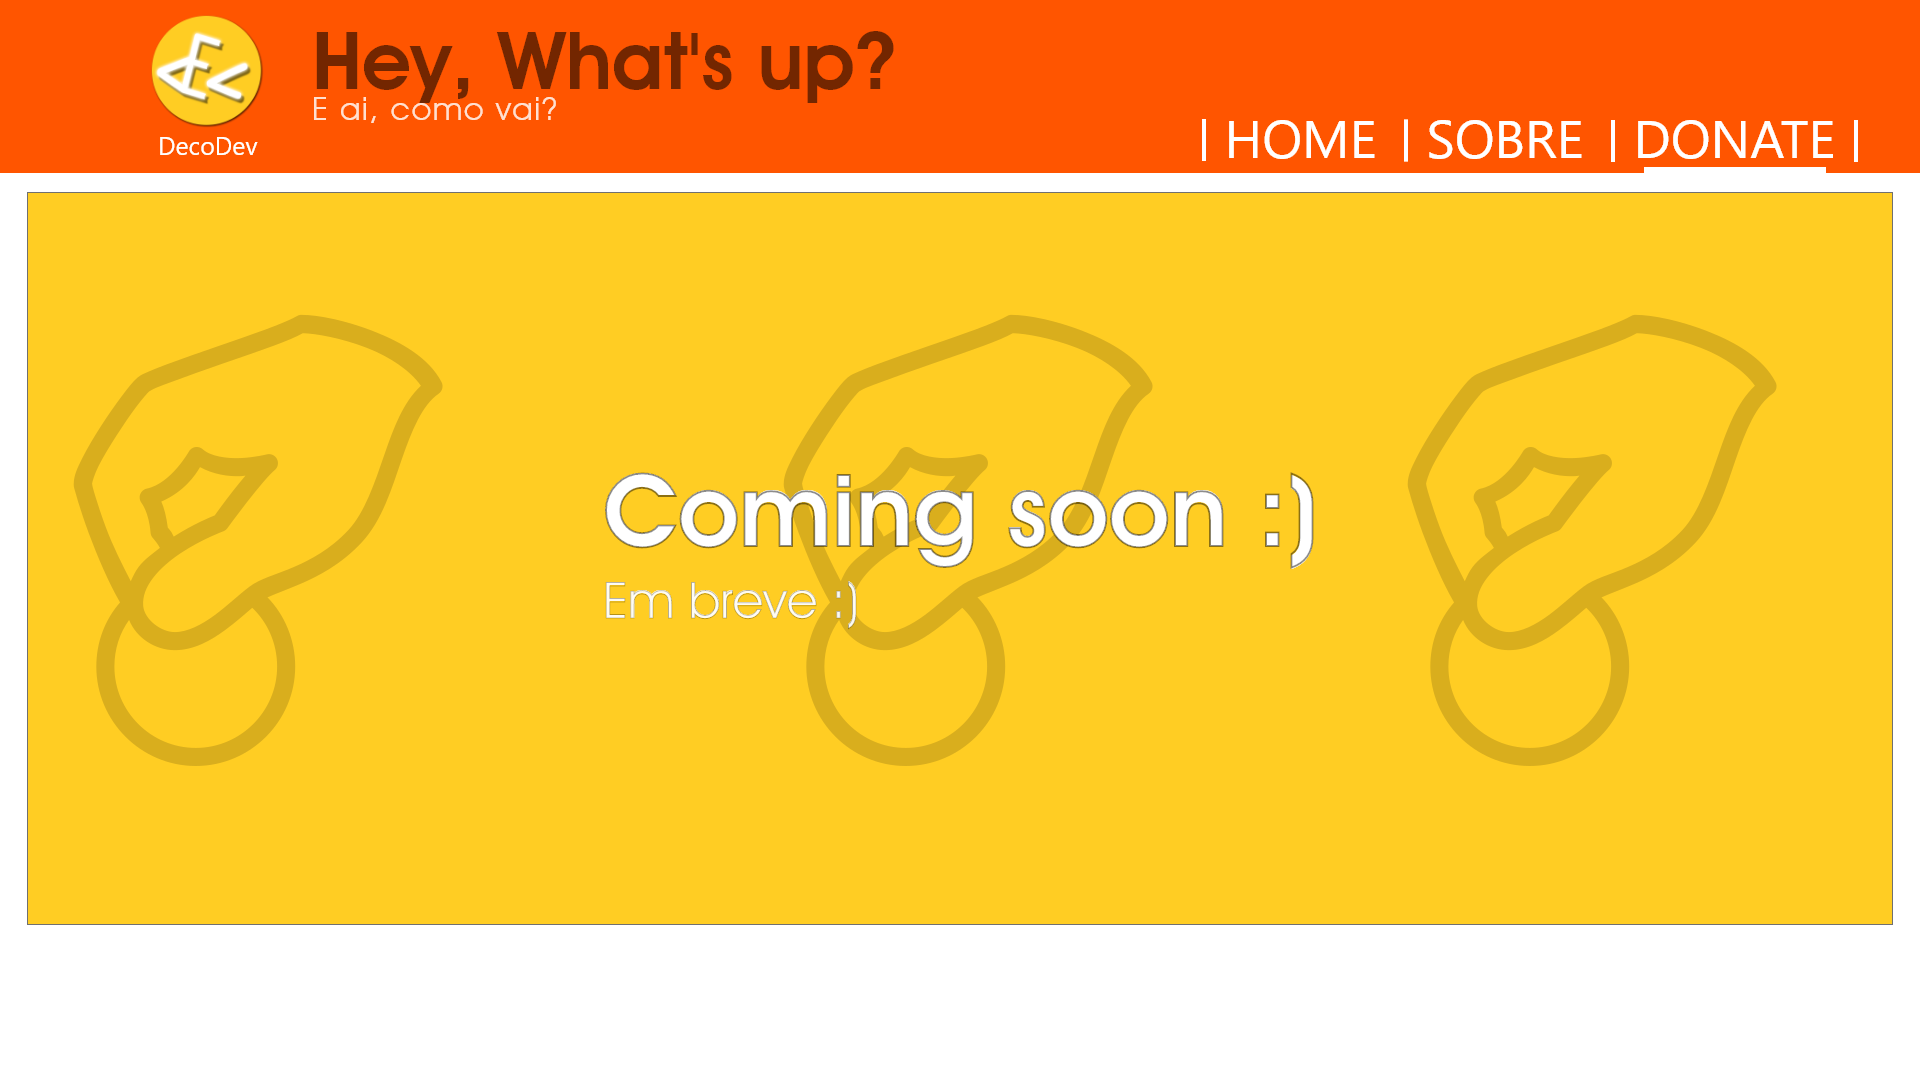 Hey, What's up?
E ai, como vai?
DecoDev
| HOME | SOBRE | DONATE |
Coming soon :)
Em breve :)